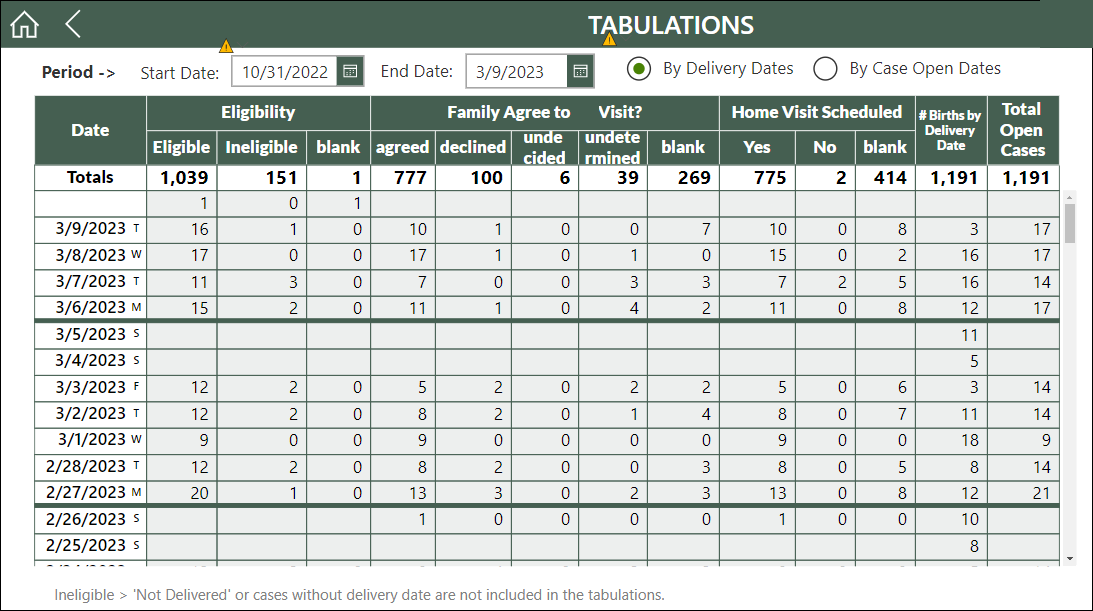 TABULATIONS
Period -> Start Date: 10/31/2022 End Date: 3/9/2023 By Delivery Dates By Case Open Dates
Date Eligibility Family Agree to Visit? Home Visit Scheduled # Births by Delivery Date Total Open Cases
Eligible Ineligible blank agreed declined undecided undetermined blank Yes No blank
Totals 1,039 151 1 777 100 6 39 269 775 2 414 1,191 1,191
1 0 1
3/9/2023 T 16 1 0 10 1 0 0 7 10 0 8 3 17
3/8/2023 W 17 0 0 17 1 0 1 0 15 0 2 16 17
3/7/2023 T 11 3 0 7 0 0 3 3 7 2 5 16 14
3/6/2023 M 15 2 0 11 1 0 4 2 11 0 8 12 17
3/5/2023 S 11
3/4/2023 S 5
3/3/2023 F 12 2 0 5 2 0 2 2 5 0 6 3 14
3/2/2023 T 12 2 0 8 2 0 1 4 8 0 7 11 14
3/1/2023 W 9 0 0 9 0 0 0 0 9 0 0 18 9
2/28/2023 T 12 2 0 8 2 0 0 3 8 0 5 8 14
2/27/2023 M 20 1 0 13 3 0 2 3 13 0 8 12 21
2/26/2023 S 1 0 0 0 0 1 0 0 10
2/25/2023 S 8
Ineligible > 'Not Delivered' or cases without delivery date are not included in the tabulations.